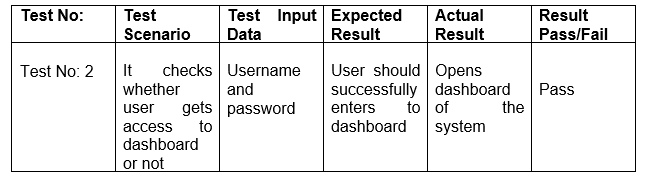 Test No:
Test
Scenario
Test Input
Data
Expected
Result
Actual
Result
Result
Pass/Fail
Test No: 2
It checks
whether
user gets
access to
dashboard
or not
Username
and
password
User should
successfully
enters to
dashboard
Opens
dashboard
of the
system
Pass